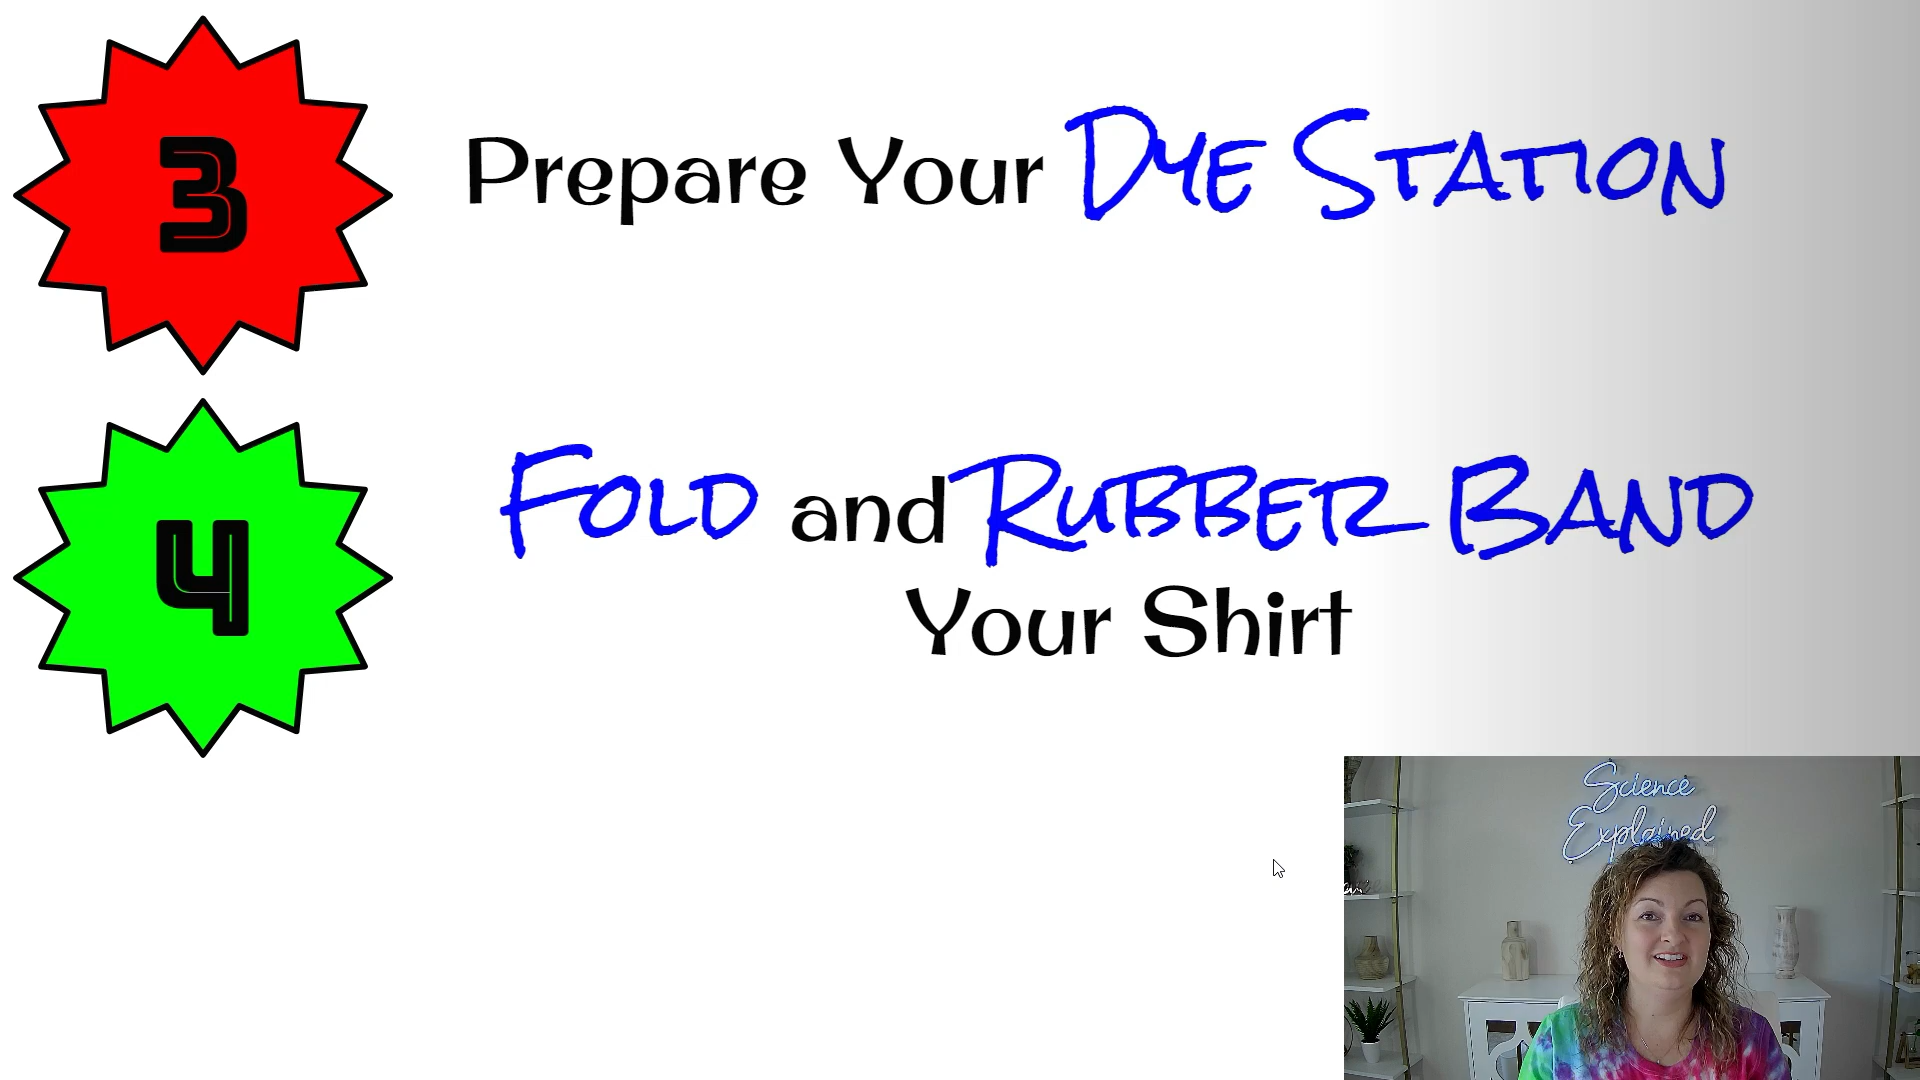 3
Prepare Your Dye Station
4
Fold and Rubber Band
Your Shirt
Science
Explained